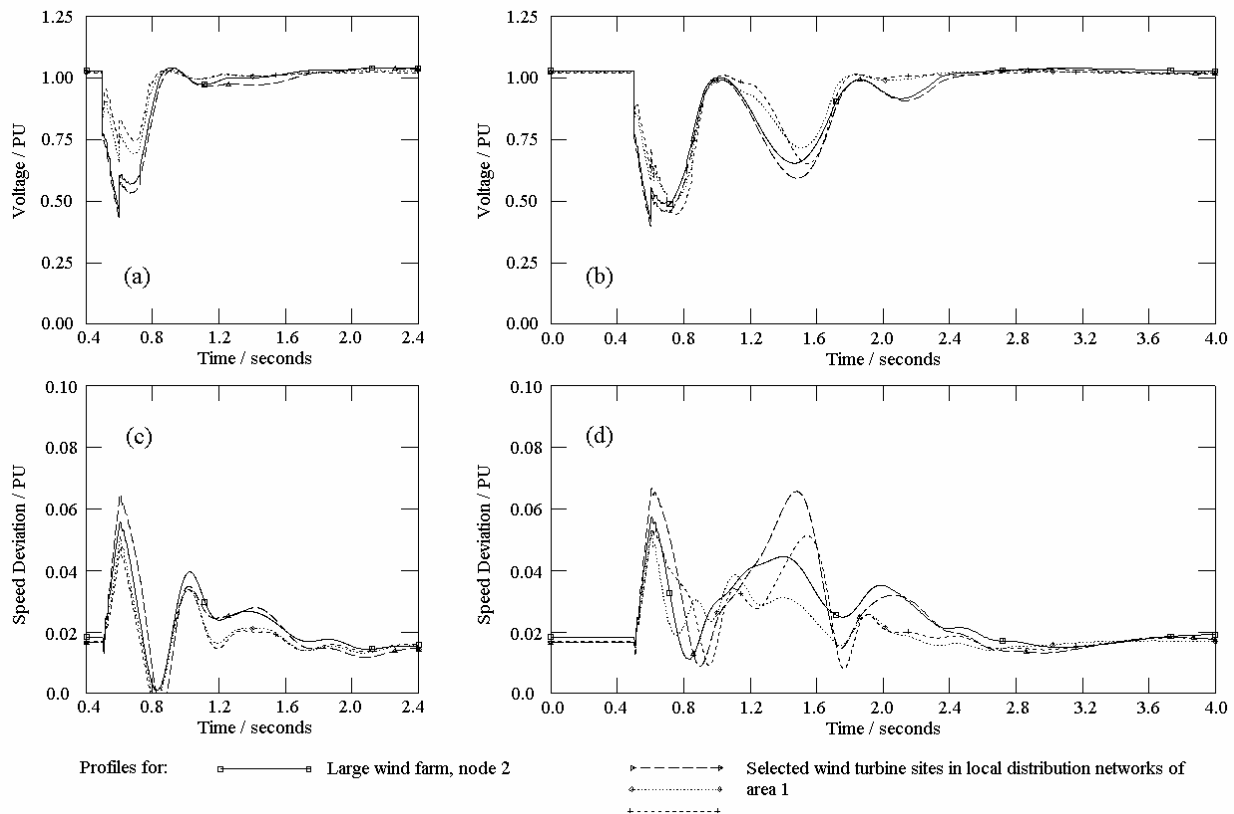 1.25
1.00
0.75
0.50
0.25
0.00
Voltage / PU
(a)
0.4 0.8 1.2 1.6 2.0 2.4
Time / seconds
1.25
1.00
0.75
0.50
0.25
0.00
Voltage / PU
(b)
0.0 0.4 0.8 1.2 1.6 2.0 2.4 2.8 3.2 3.6 4.0
Time / seconds
0.10
0.08
0.06
0.04
0.02
0.0
Speed Deviation / PU
(c)
0.4 0.8 1.2 1.6 2.0 2.4
Time / seconds
0.10
0.08
0.06
0.04
0.02
0.0
Speed Deviation / PU
(d)
0.0 0.4 0.8 1.2 1.6 2.0 2.4 2.8 3.2 3.6 4.0
Time / seconds
Profiles for:
Large wind farm, node 2
Selected wind turbine sites in local distribution networks of
area 1